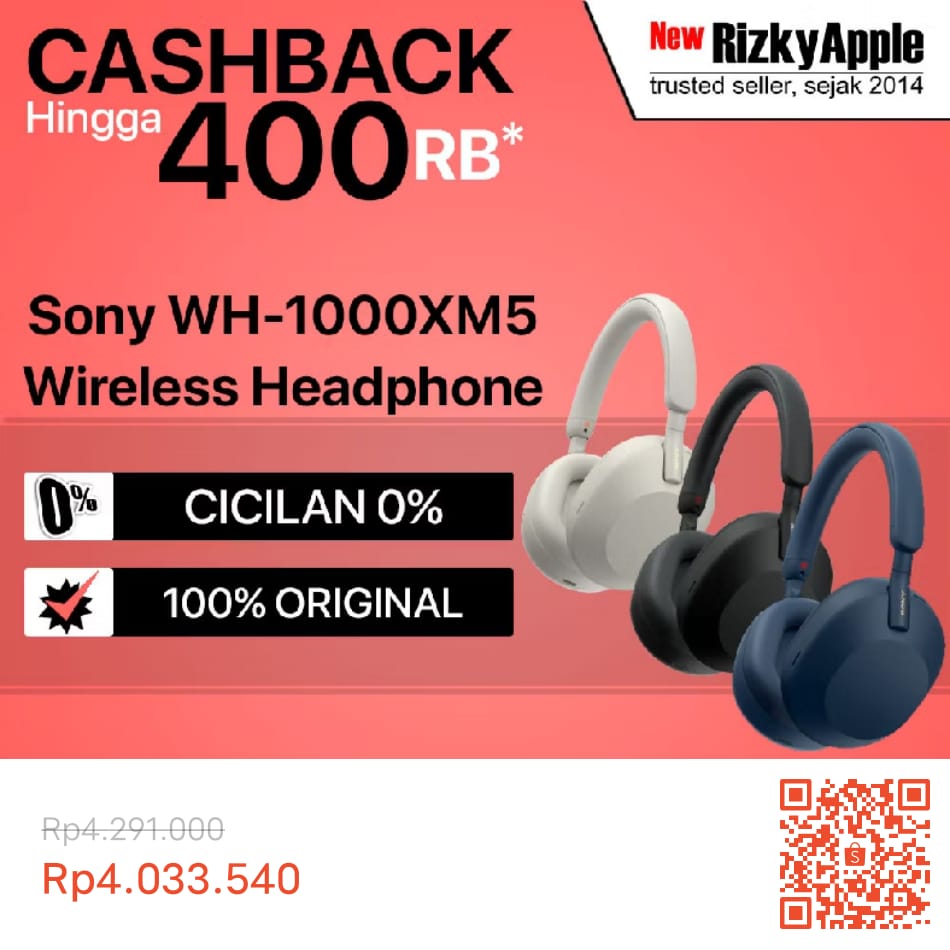 CASHBACK
Hingga 400RB*
New RizkyApple
trusted seller, sejak 2014
Sony WH-1000XM5
Wireless Headphone
0% CICILAN 0%
100% ORIGINAL
SONY
Rp4.291.000
Rp4.033.540
S